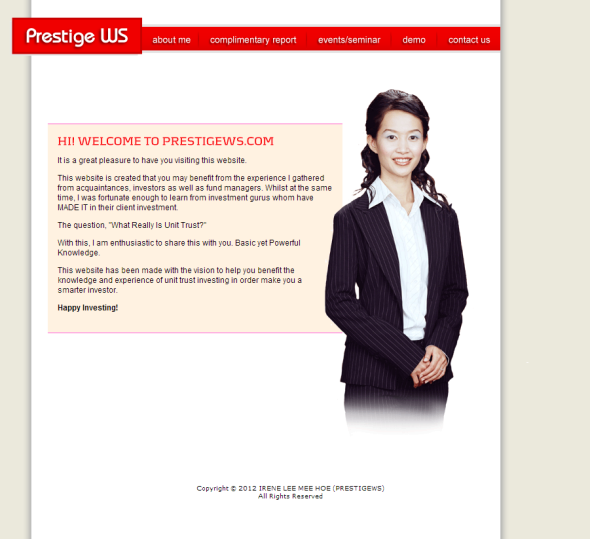 Prestige WS
about me complimentary report events/seminar demo contact us
HI! WELCOME TO PRESTIGEWS.COM
It is a great pleasure to have you visiting this website.
This website is created that you may benefit from the experience I gathered
from acquaintances, investors as well as fund managers. Whilst at the same
time, I was fortunate enough to learn from investment gurus whom have
MADE IT in their client investment.
The question, "What Really Is Unit Trust?"
With this, I am enthusiastic to share this with you. Basic yet Powerful
Knowledge.
This website has been made with the vision to help you benefit the
knowledge and experience of unit trust investing in order make you a
smarter investor.
Happy Investing!
Copyright © 2012 IRENE LEE MEE HOE (PRESTIGEWS)
All Rights Reserved